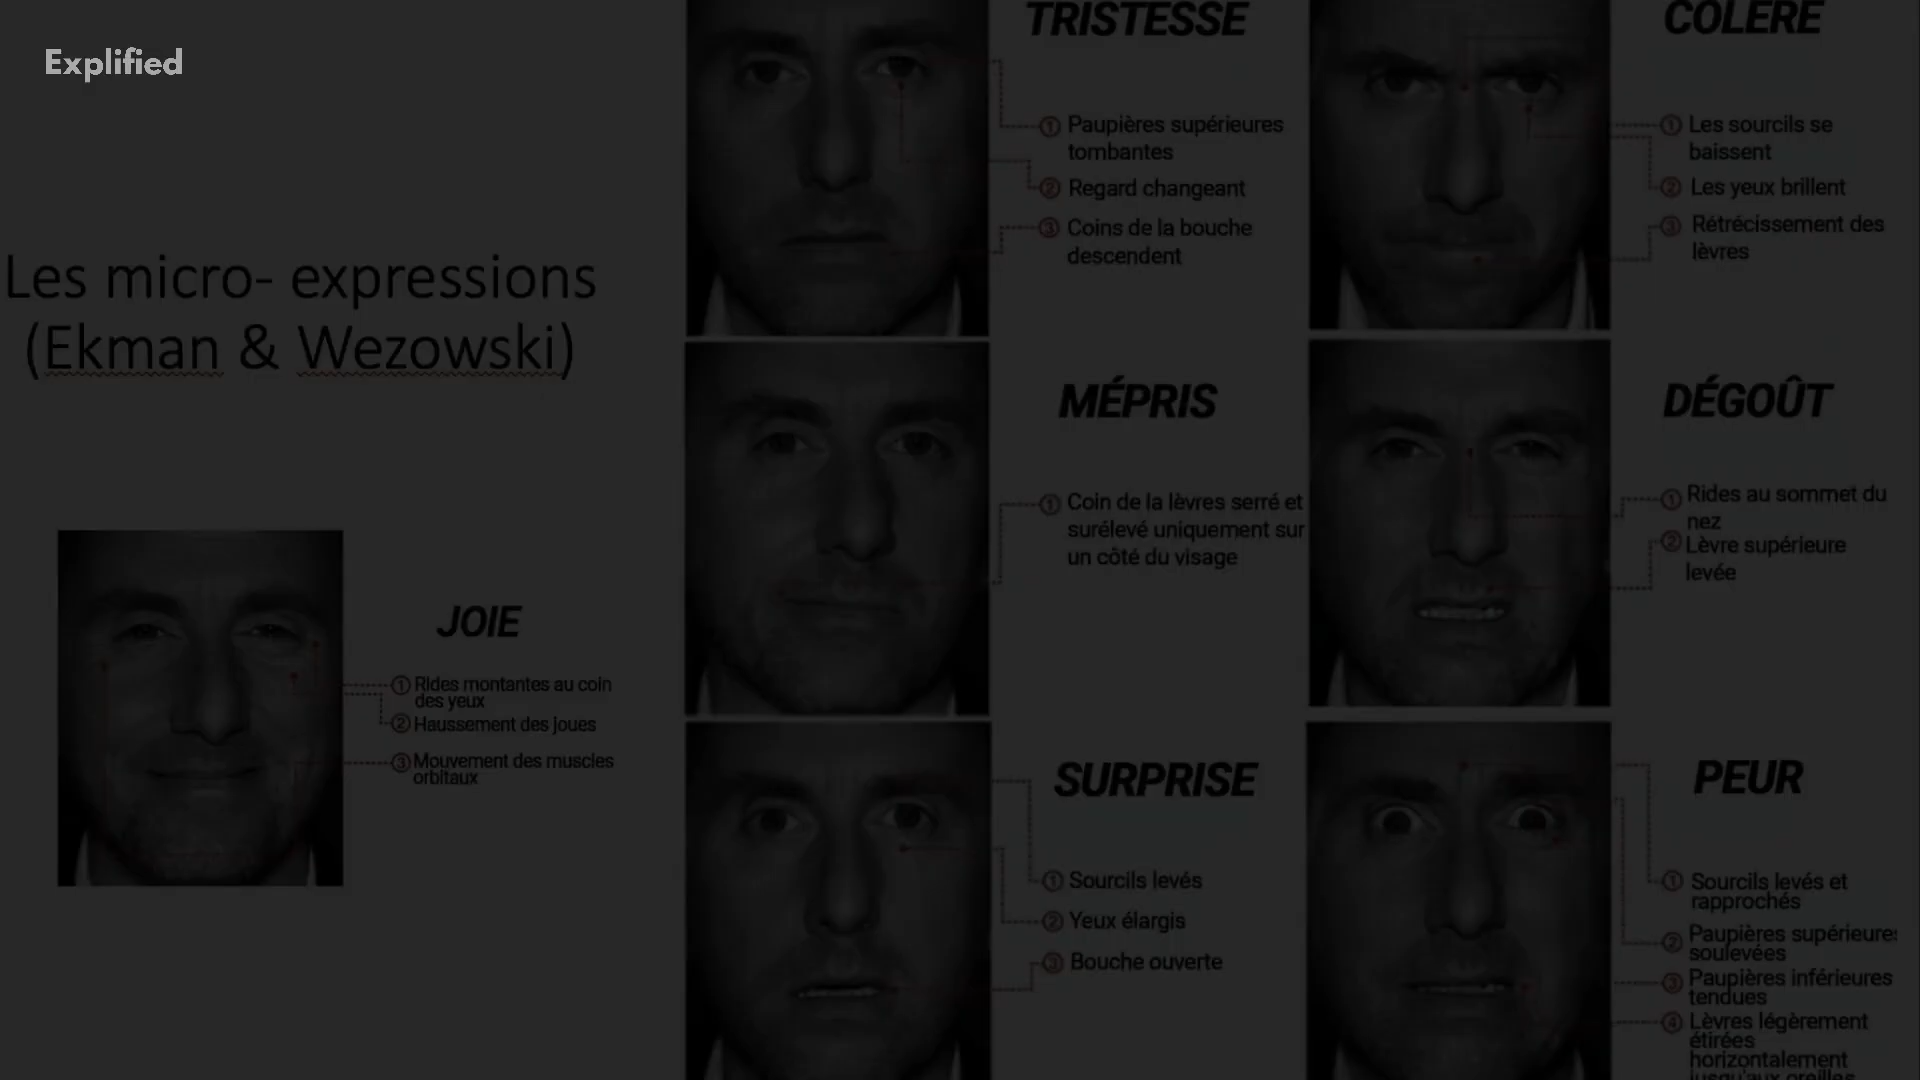 Explified
Les micro- expressions
(Ekman & Wezowski)
JOIE
1 Rides montantes au coin
des yeux
2 Haussement des joues
3 Mouvement des muscles
orbitaux
TRISTESSE
1 Paupières supérieures
tombantes
2 Regard changeant
3 Coins de la bouche
descendent
MÉPRIS
1 Coin de la lèvres serré et
surélevé uniquement sur
un côté du visage
SURPRISE
1 Sourcils levés
2 Yeux élargis
3 Bouche ouverte
COLÈRE
1 Les sourcils se
baissent
2 Les yeux brillent
3 Rétrécissement des
lèvres
DÉGOÛT
1 Rides au sommet du
nez
2 Lèvre supérieure
levée
PEUR
1 Sourcils levés et
rapprochés
2 Paupières supérieures
soulevées
3 Paupières inférieures
tendues
4 Lèvres légèrement
étirées
horizontalement
jusqu'aux oreilles